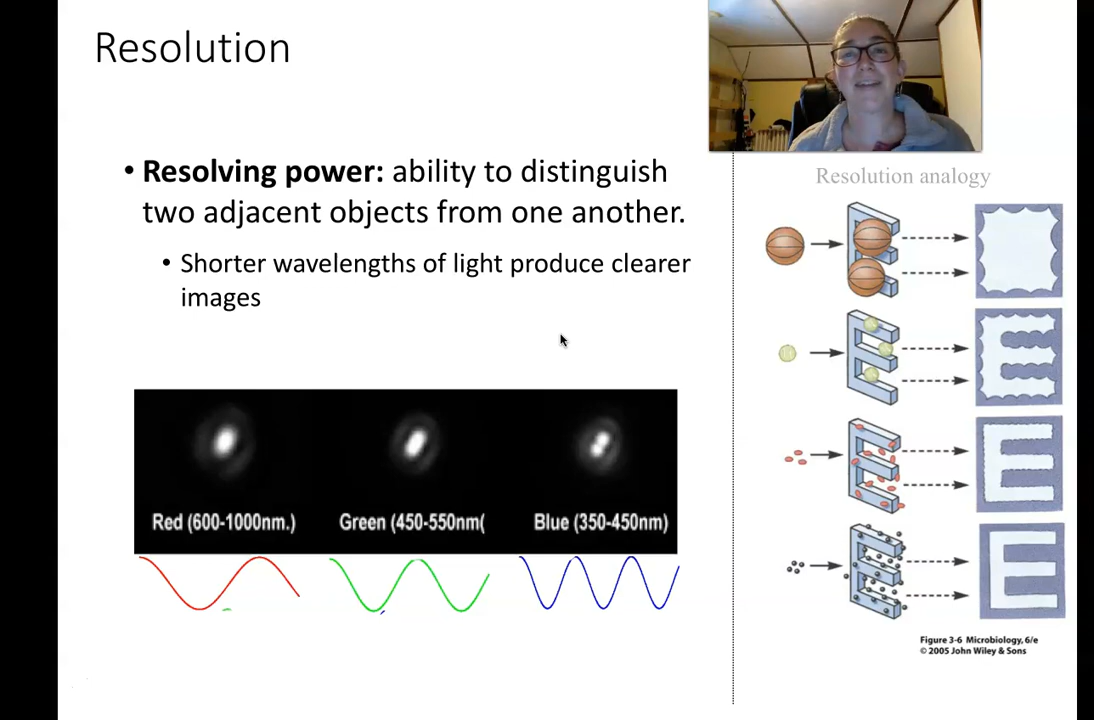 Resolution
• Resolving power: ability to distinguish
two adjacent objects from one another.
• Shorter wavelengths of light produce clearer
images
Red (600-1000nm.)
Green (450-550nm(
Blue (350-450nm)
Resolution analogy
Figure 3-6 Microbiology, 6/e
© 2005 John Wiley & Sons